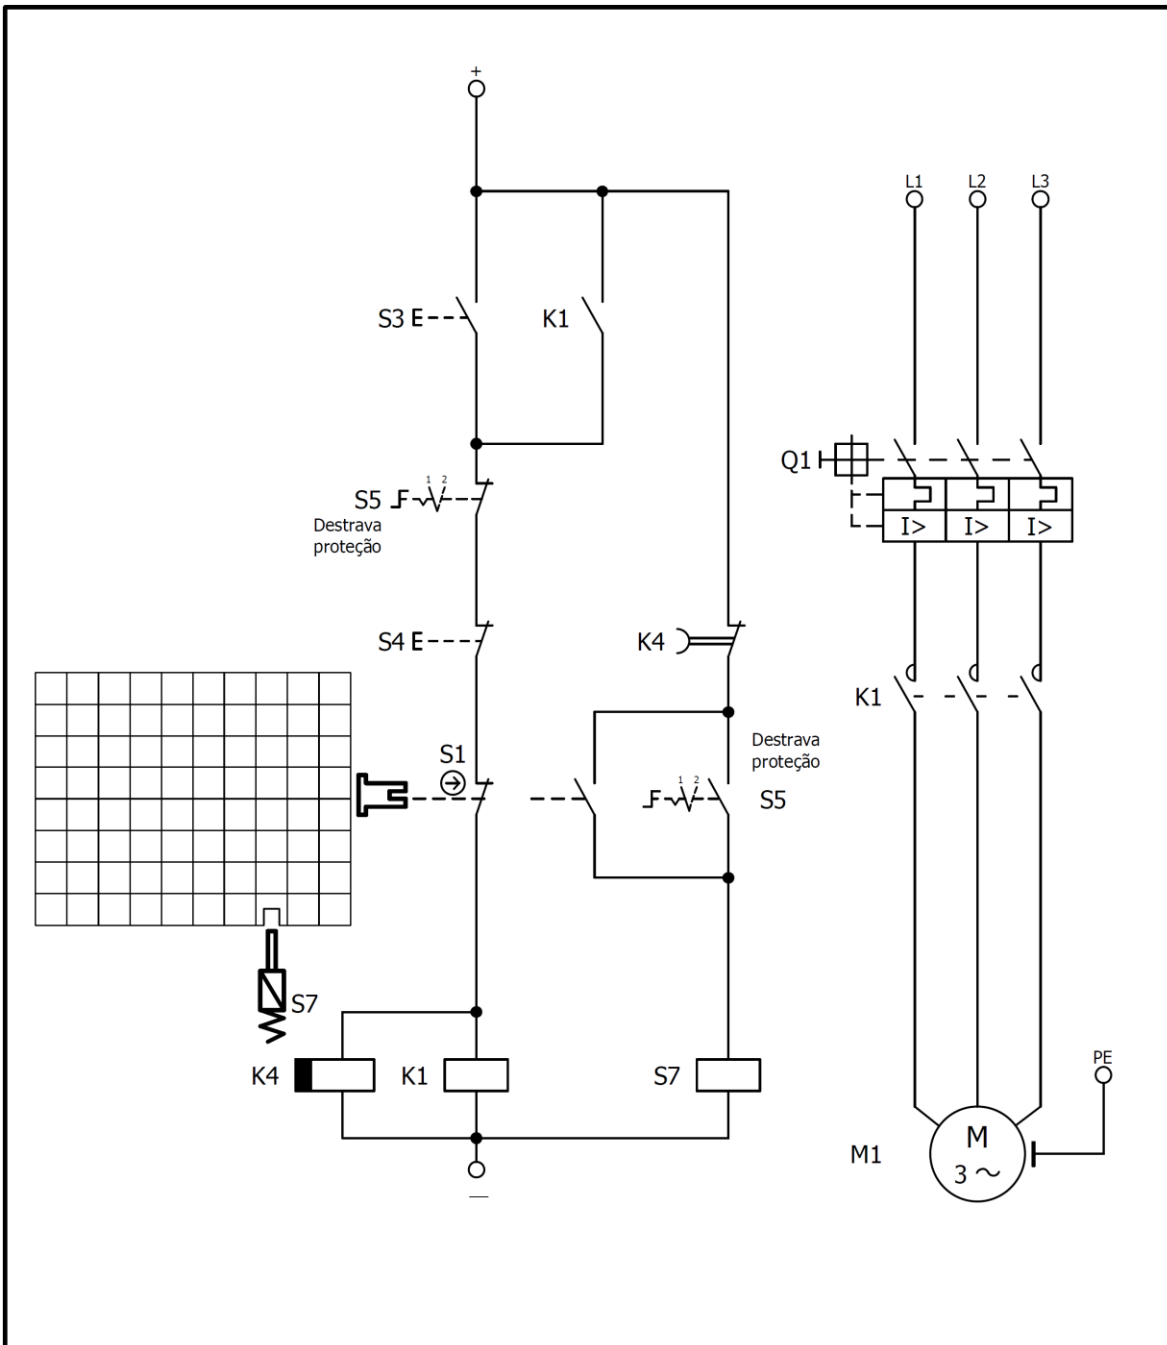 +
L1 L2 L3
S3 E
K1
Q1
1 2
S5
Destrava
proteção
I> I> I>
S4 E
K4
K1
S1
Destrava
proteção
1 2
S5
S7
K4
K1
S7
PE
M1
M
3 ~
—